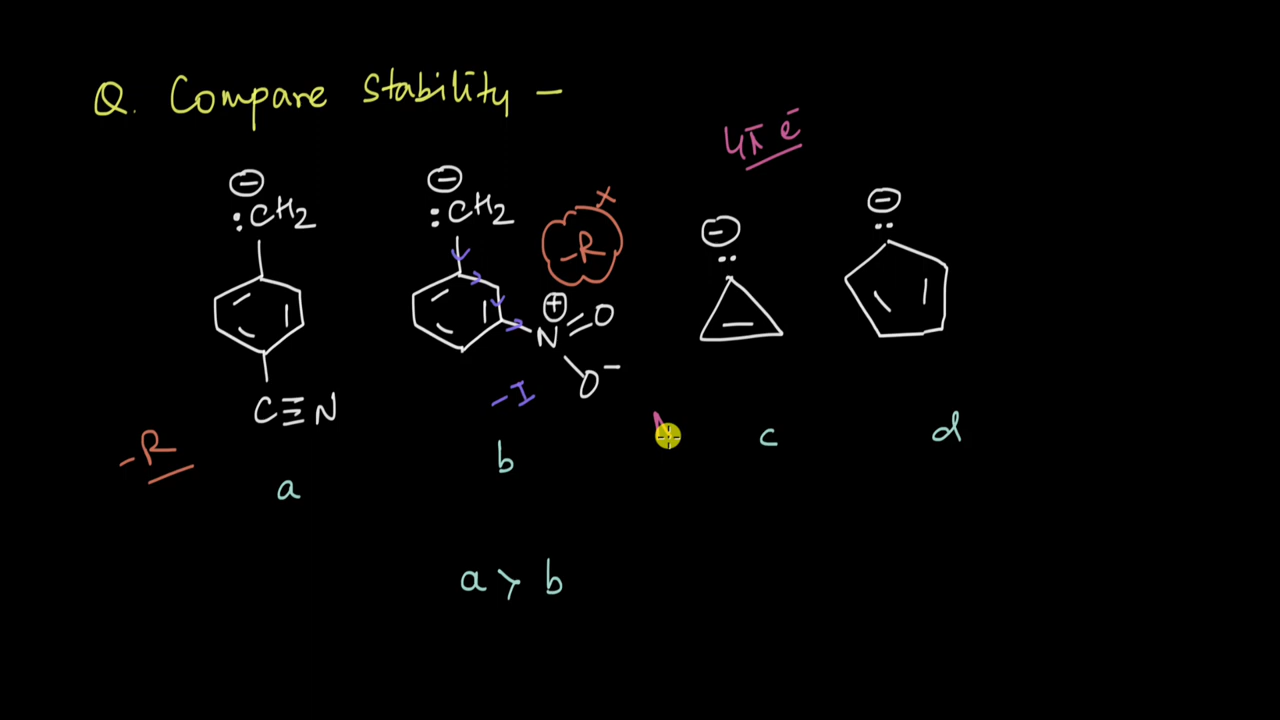 Q. Compare Stability –
4π e⁻
⊖ ⊖ ⊖ ⊖
:CH2 :CH2 –R x
⊕
N O
O⁻
C≡N –I
–R
a b c d
a > b